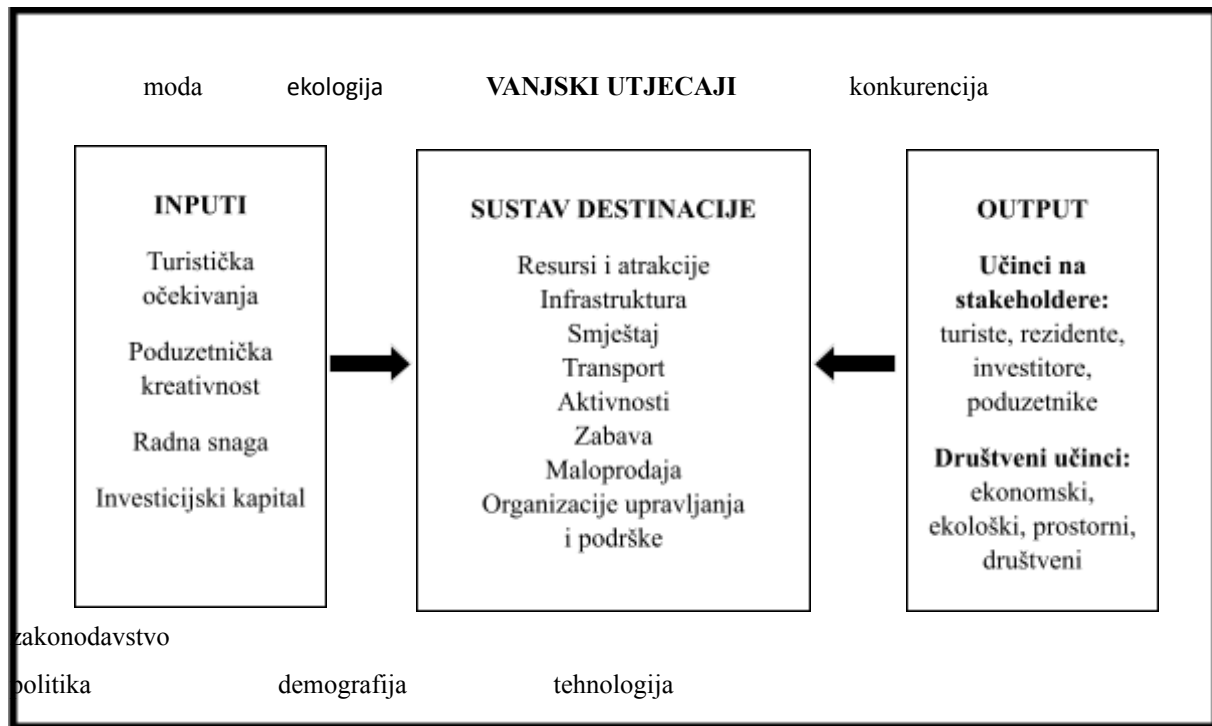 moda ekologija VANJSKI UTJECAJI konkurencija
INPUTI
Turistička
očekivanja
Poduzetnička
kreativnost
Radna snaga
Investicijski kapital
SUSTAV DESTINACIJE
Resursi i atrakcije
Infrastruktura
Smještaj
Transport
Aktivnosti
Zabava
Maloprodaja
Organizacije upravljanja
i podrške
OUTPUT
Učinci na
stakeholdere:
turiste, rezidente,
investitore,
poduzetnike
Društveni učinci:
ekonomski,
ekološki, prostorni,
društveni
zakonodavstvo
politika demografija tehnologija